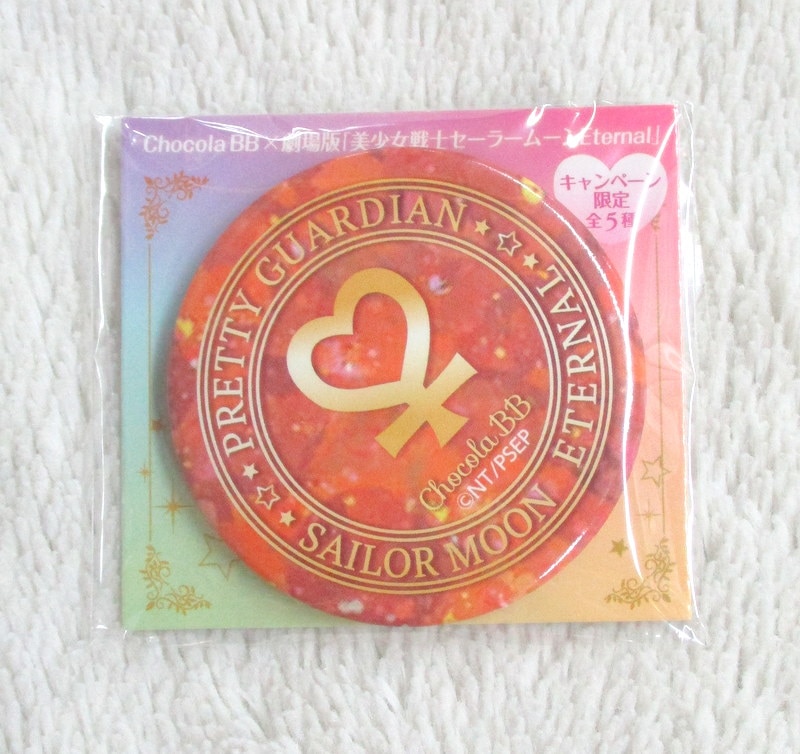 Chocola BB×劇場版「美少女戦士セーラームーンEternal」
キャンペーン
限定
全5種
PRETTY GUARDIAN
SAILOR MOON ETERNAL
Chocola BB
©NT/PSEP